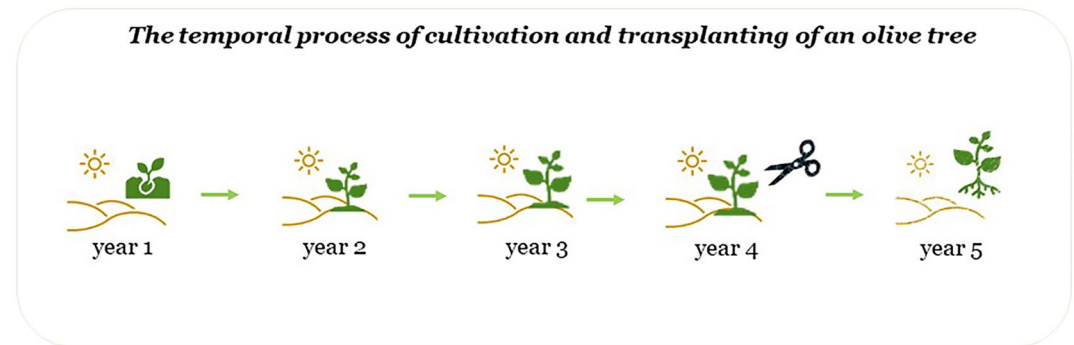 The temporal process of cultivation and transplanting of an olive tree
year 1
year 2
year 3
year 4
year 5